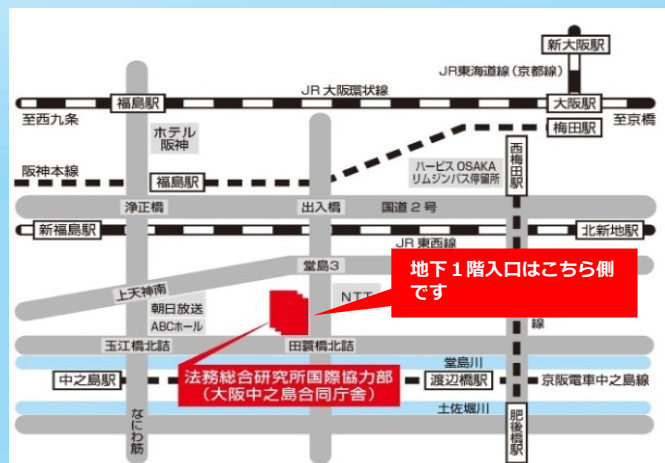 新大阪駅
JR東海道線(京都線)
JR 大阪環状線
福島駅
大阪駅
至西九条
至京橋
梅田駅
ホテル
阪神
阪神本線
福島駅
ハービス OSAKA
リムジンバス停留所
西梅田駅
浄正橋
出入橋
国道 2 号
新福島駅
北新地駅
JR 東西線
堂島3
地下１階入口はこちら側
です
上天神南
朝日放送
ABCホール
NTT
線
玉江橋北詰
田蓑橋北詰
堂島川
中之島駅
法務総合研究所国際協力部
(大阪中之島合同庁舎)
渡辺橋駅
京阪電車中之島線
土佐堀川
なにわ筋
肥後橋駅